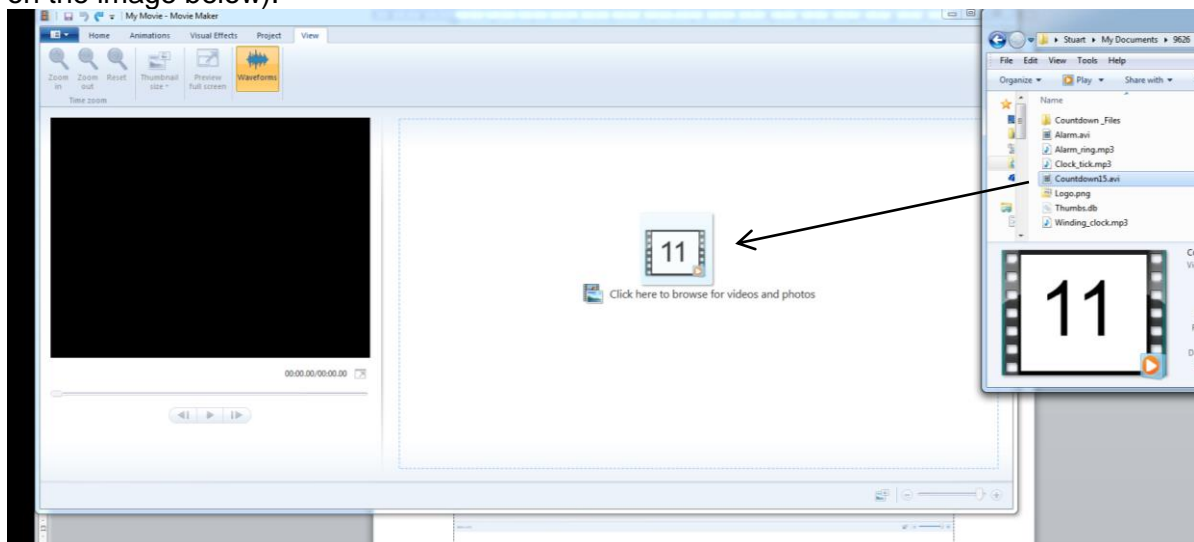 on the image below).
My Movie - Movie Maker
Home Animations Visual Effects Project View
Zoom in
Zoom out
Reset
Thumbnail size
Preview full screen
Waveforms
Time zoom
Stuart My Documents 9626
File Edit View Tools Help
Organize Play Share with
Name
Countdown _Files
Alarm.avi
Alarm_ring.mp3
Clock_tick.mp3
Countdown15.avi
Logo.png
Thumbs.db
Winding_clock.mp3
11
Click here to browse for videos and photos
11
00:00.00/00:00.00